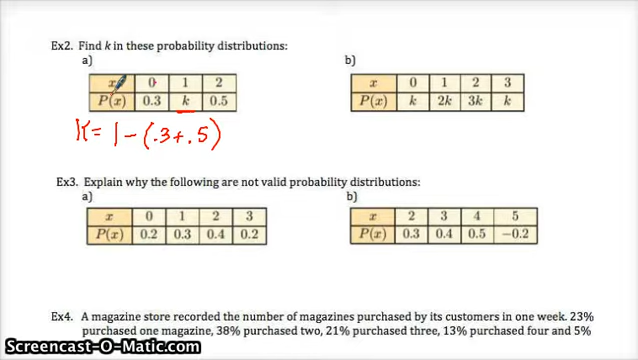 Ex2. Find k in these probability distributions:
a) b)
x 0 1 2
P(x) 0.3 k 0.5
x 0 1 2 3
P(x) k 2k 3k k
K = 1 - (.3 + .5)
Ex3. Explain why the following are not valid probability distributions:
a) b)
x 0 1 2 3
P(x) 0.2 0.3 0.4 0.2
x 2 3 4 5
P(x) 0.3 0.4 0.5 −0.2
Ex4. A magazine store recorded the number of magazines purchased by its customers in one week. 23%
purchased one magazine, 38% purchased two, 21% purchased three, 13% purchased four and 5%
Screencast-O-Matic.com